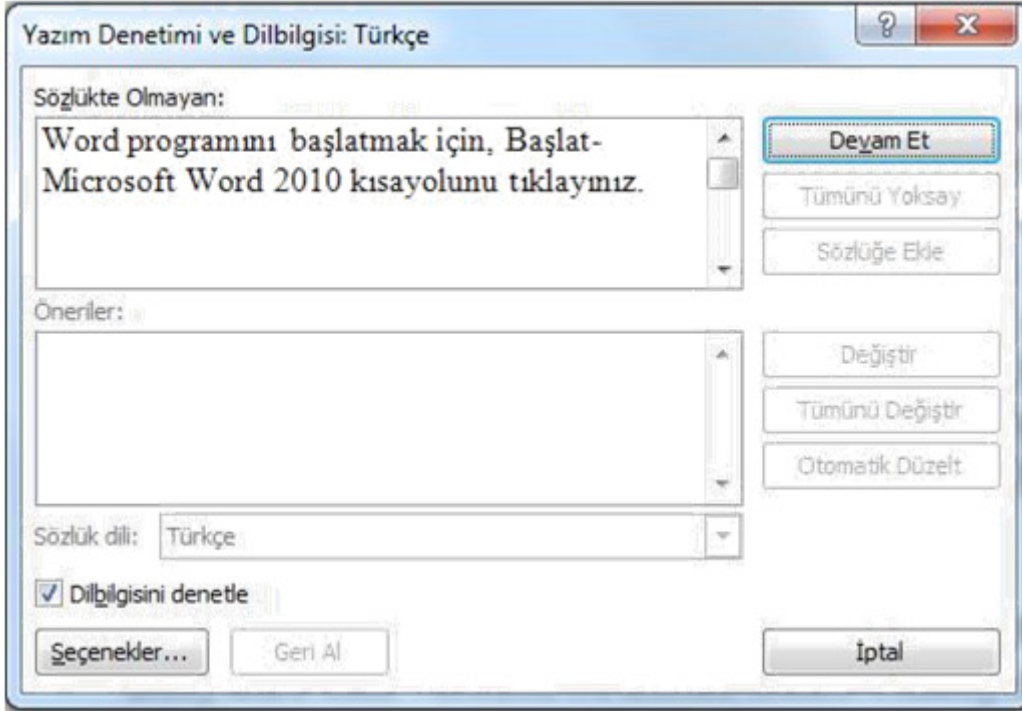 Yazım Denetimi ve Dilbilgisi: Türkçe
Sözlükte Olmayan:
Word programını başlatmak için, Başlat-
Microsoft Word 2010 kısayolunu tıklayınız.
Devam Et
Tümünü Yoksay
Sözlüğe Ekle
Öneriler:
Değiştir
Tümünü Değiştir
Otomatik Düzelt
Sözlük dili: Türkçe
Dilbilgisini denetle
Seçenekler... Geri Al İptal